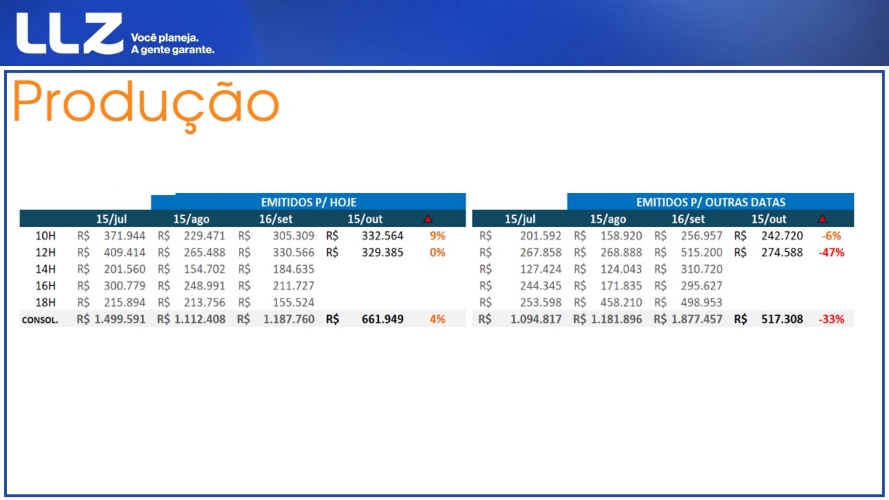 LLZ Você planeja.
A gente garante.
Produção
EMITIDOS P/ HOJE EMITIDOS P/ OUTRAS DATAS
15/jul 15/ago 16/set 15/out 15/jul 15/ago 16/set 15/out
10H R$ 371.944 R$ 229.471 R$ 305.309 R$ 332.564 9% R$ 201.592 R$ 158.920 R$ 256.957 R$ 242.720 -6%
12H R$ 409.414 R$ 265.488 R$ 330.566 R$ 329.385 0% R$ 267.858 R$ 268.888 R$ 515.200 R$ 274.588 -47%
14H R$ 201.560 R$ 154.702 R$ 184.635 R$ 127.424 R$ 124.043 R$ 310.720
16H R$ 300.779 R$ 248.991 R$ 211.727 R$ 244.345 R$ 171.835 R$ 295.627
18H R$ 215.894 R$ 213.756 R$ 155.524 R$ 253.598 R$ 458.210 R$ 498.953
CONSOL. R$ 1.499.591 R$ 1.112.408 R$ 1.187.760 R$ 661.949 4% R$ 1.094.817 R$ 1.181.896 R$ 1.877.457 R$ 517.308 -33%